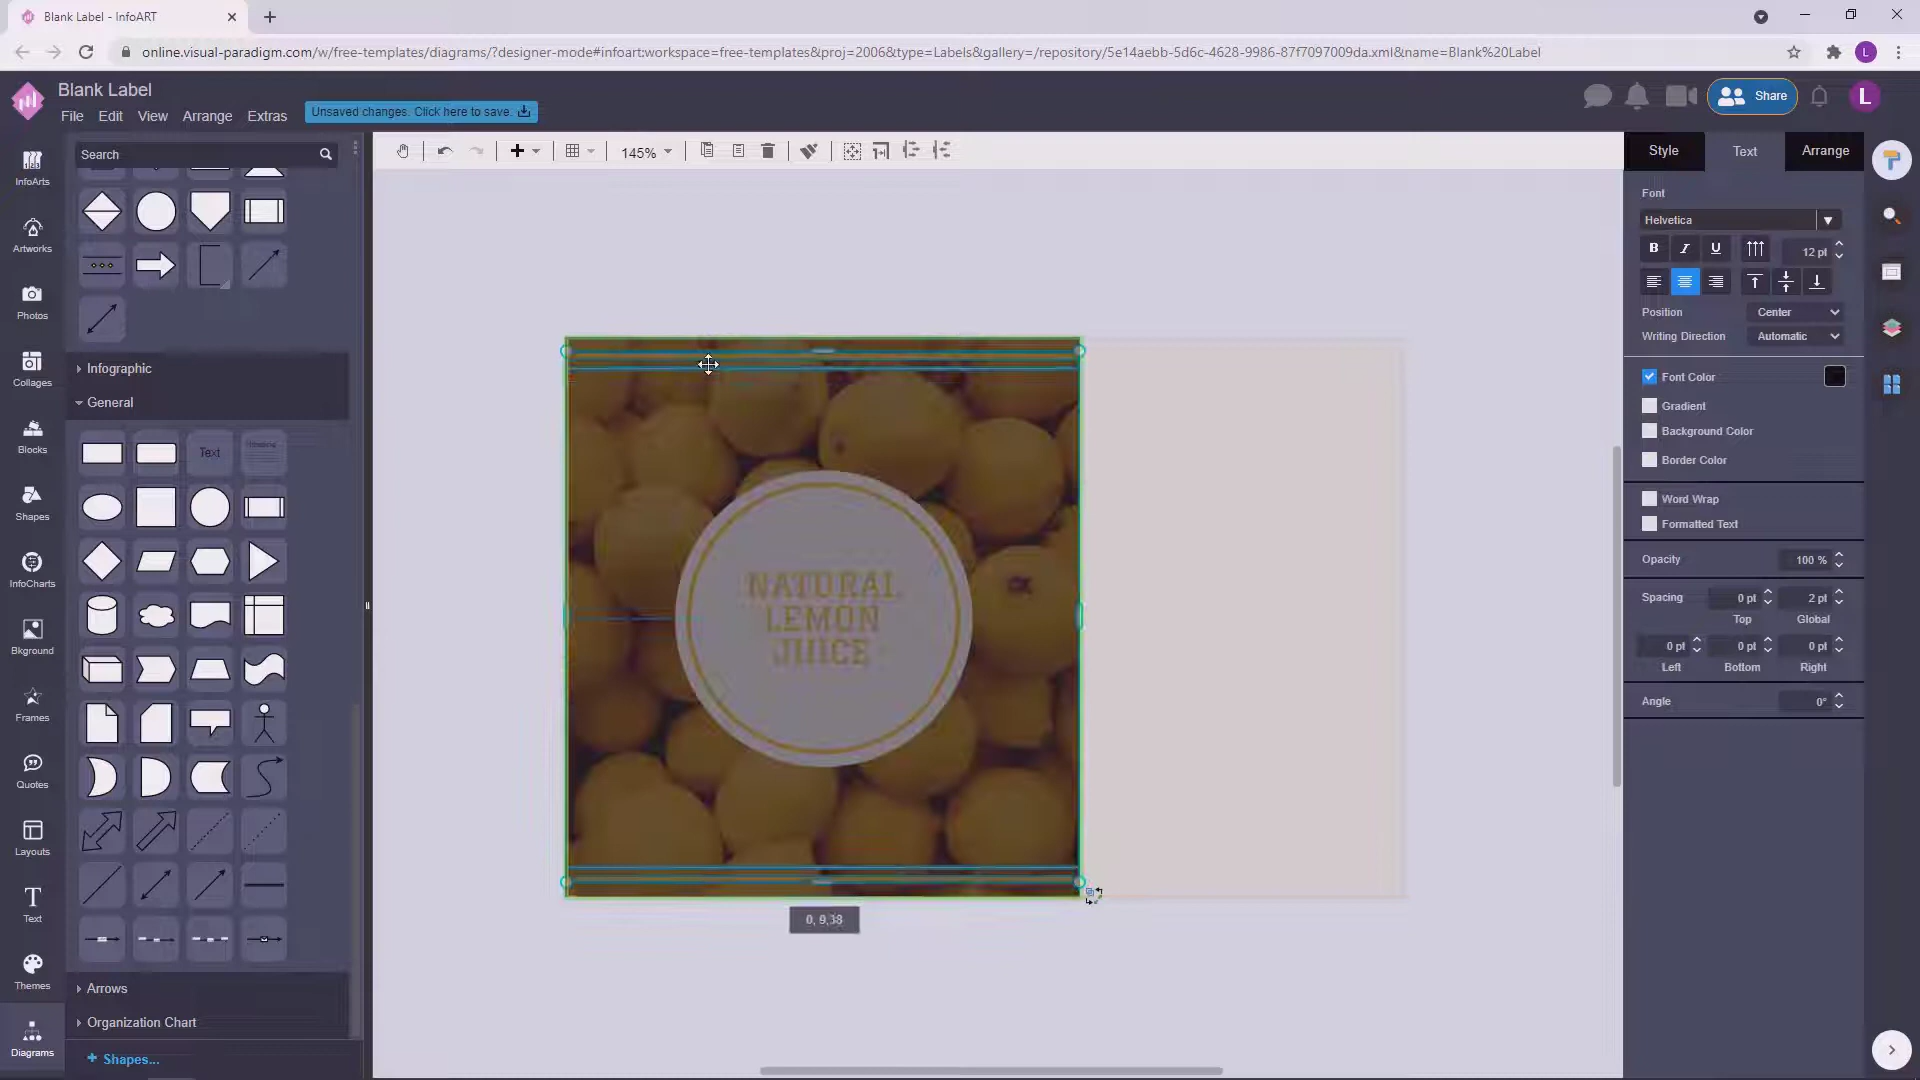 Blank Label - InfoART
online.visual-paradigm.com/w/free-templates/diagrams/?designer-mode#infoart:workspace=free-templates&proj=2006&type=Labels&gallery=/repository/5e14aebb-5d6c-4628-9986-87f7097009da.xml&name=Blank%20Label
L
Blank Label
File Edit View Arrange Extras
Unsaved changes. Click here to save.
Share
L
InfoArts
Artworks
Photos
Collages
Blocks
Shapes
InfoCharts
Bkground
Frames
Quotes
Layouts
Text
Themes
Diagrams
Search
Infographic
General
Text
Heading
Arrows
Organization Chart
+ Shapes...
145%
NATURAL
LEMON
JUICE
0, 9.38
Style Text Arrange
Font
Helvetica
B I U 12 pt
Position Center
Writing Direction Automatic
Font Color
Gradient
Background Color
Border Color
Word Wrap
Formatted Text
Opacity 100 %
Spacing 0 pt 2 pt
Top Global
0 pt 0 pt 0 pt
Left Bottom Right
Angle 0°